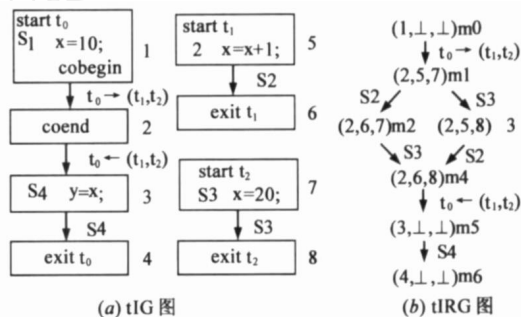 start t₀
S1 x=10;
cobegin
1
t₀ → (t₁,t₂)
coend
2
t₀ ← (t₁,t₂)
S4 y=x;
3
S4
exit t₀
4
start t₁
2 x=x+1;
5
S2
exit t₁
6
start t₂
S3 x=20;
7
S3
exit t₂
8
(a) tIG 图
(1,⊥,⊥)m0
t₀ → (t₁,t₂)
(2,5,7)m1
S2 S3
(2,6,7)m2 (2,5,8) 3
S3 S2
(2,6,8)m4
t₀ ← (t₁,t₂)
(3,⊥,⊥)m5
S4
(4,⊥,⊥)m6
(b) tIRG 图